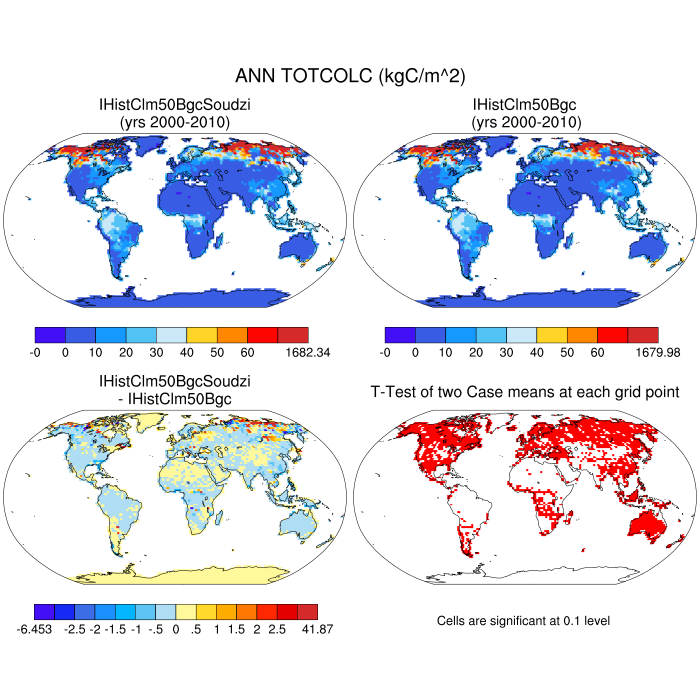 ANN TOTCOLC (kgC/m^2)
IHistClm50BgcSoudzi
(yrs 2000-2010)
IHistClm50Bgc
(yrs 2000-2010)
-0 0 10 20 30 40 50 60 1682.34
-0 0 10 20 30 40 50 60 1679.98
IHistClm50BgcSoudzi
- IHistClm50Bgc
T-Test of two Case means at each grid point
-6.453 -2.5 -2 -1.5 -1 -.5 0 .5 1 1.5 2 2.5 41.87
Cells are significant at 0.1 level